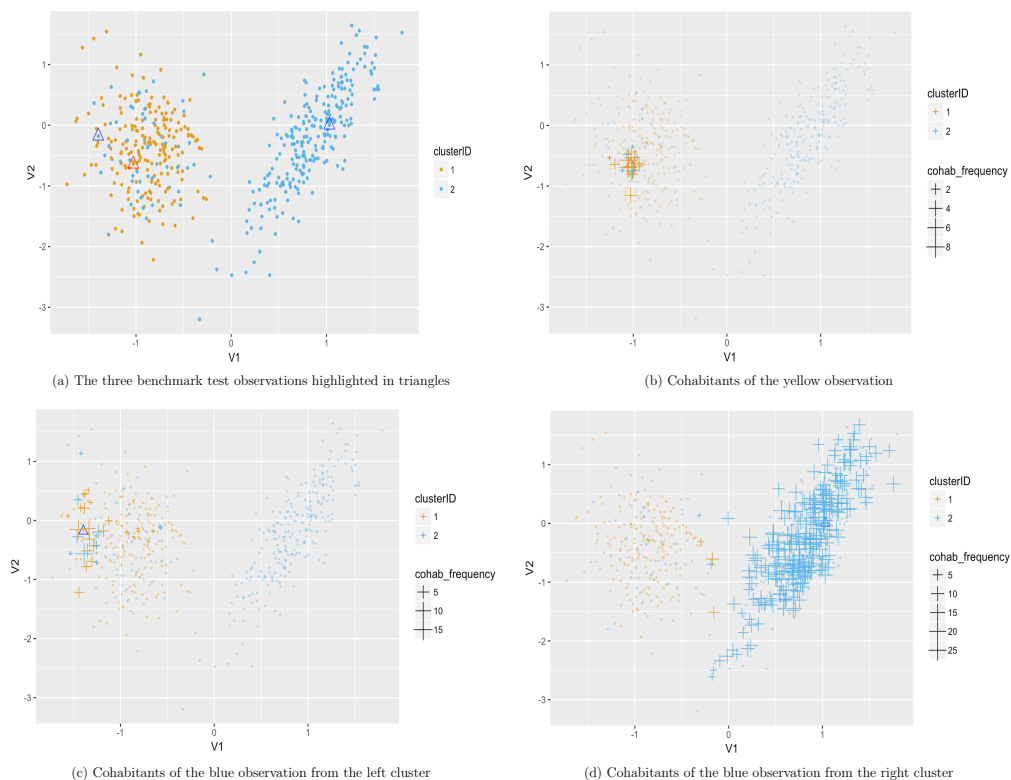 1
0
-1
-2
-3
V2
-1
0
1
V1
clusterID
1
2
(a) The three benchmark test observations highlighted in triangles
1
0
-1
-2
-3
V2
-1
0
1
V1
clusterID
1
2
cohab_frequency
2
4
6
8
(b) Cohabitants of the yellow observation
1
0
-1
-2
-3
V2
-1
0
1
V1
clusterID
1
2
cohab_frequency
5
10
15
(c) Cohabitants of the blue observation from the left cluster
1
0
-1
-2
-3
V2
-1
0
1
V1
clusterID
1
2
cohab_frequency
5
10
15
20
25
(d) Cohabitants of the blue observation from the right cluster